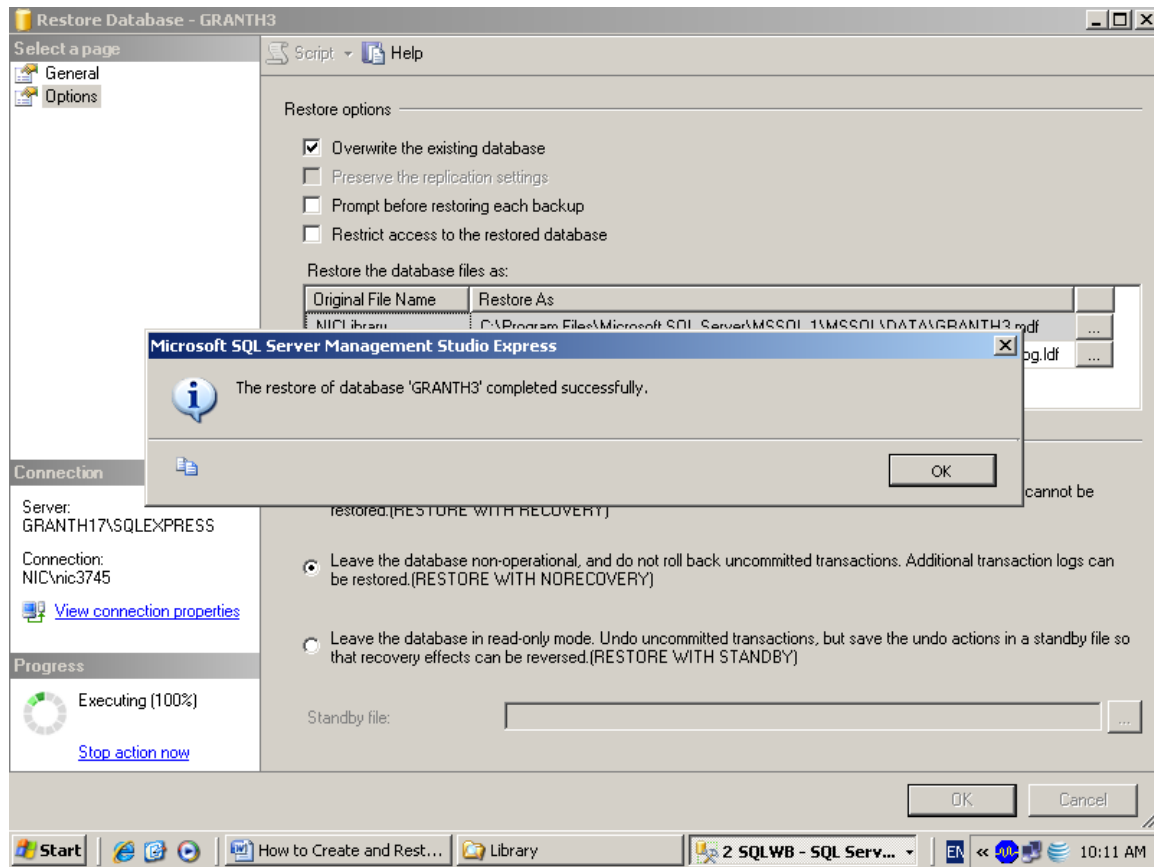 Restore Database - GRANTH3
Select a page
General
Options
Script
Help
Restore options
Overwrite the existing database
Preserve the replication settings
Prompt before restoring each backup
Restrict access to the restored database
Restore the database files as:
Original File Name Restore As
NICLibrary C:\Program Files\Microsoft SQL Server\MSSQL.1\MSSQL\DATA\GRANTH3.mdf ...
og.ldf ...
Microsoft SQL Server Management Studio Express
The restore of database 'GRANTH3' completed successfully.
OK
Connection
Server:
GRANTH17\SQLEXPRESS
Connection:
NIC\nic3745
View connection properties
cannot be
restored.(RESTORE WITH RECOVERY)
Leave the database non-operational, and do not roll back uncommitted transactions. Additional transaction logs can
be restored.(RESTORE WITH NORECOVERY)
Leave the database in read-only mode. Undo uncommitted transactions, but save the undo actions in a standby file so
that recovery effects can be reversed.(RESTORE WITH STANDBY)
Progress
Executing (100%)
Stop action now
Standby file:
...
OK
Cancel
Start
How to Create and Rest...
Library
2 SQLWB - SQL Serv...
EN
«
10:11 AM